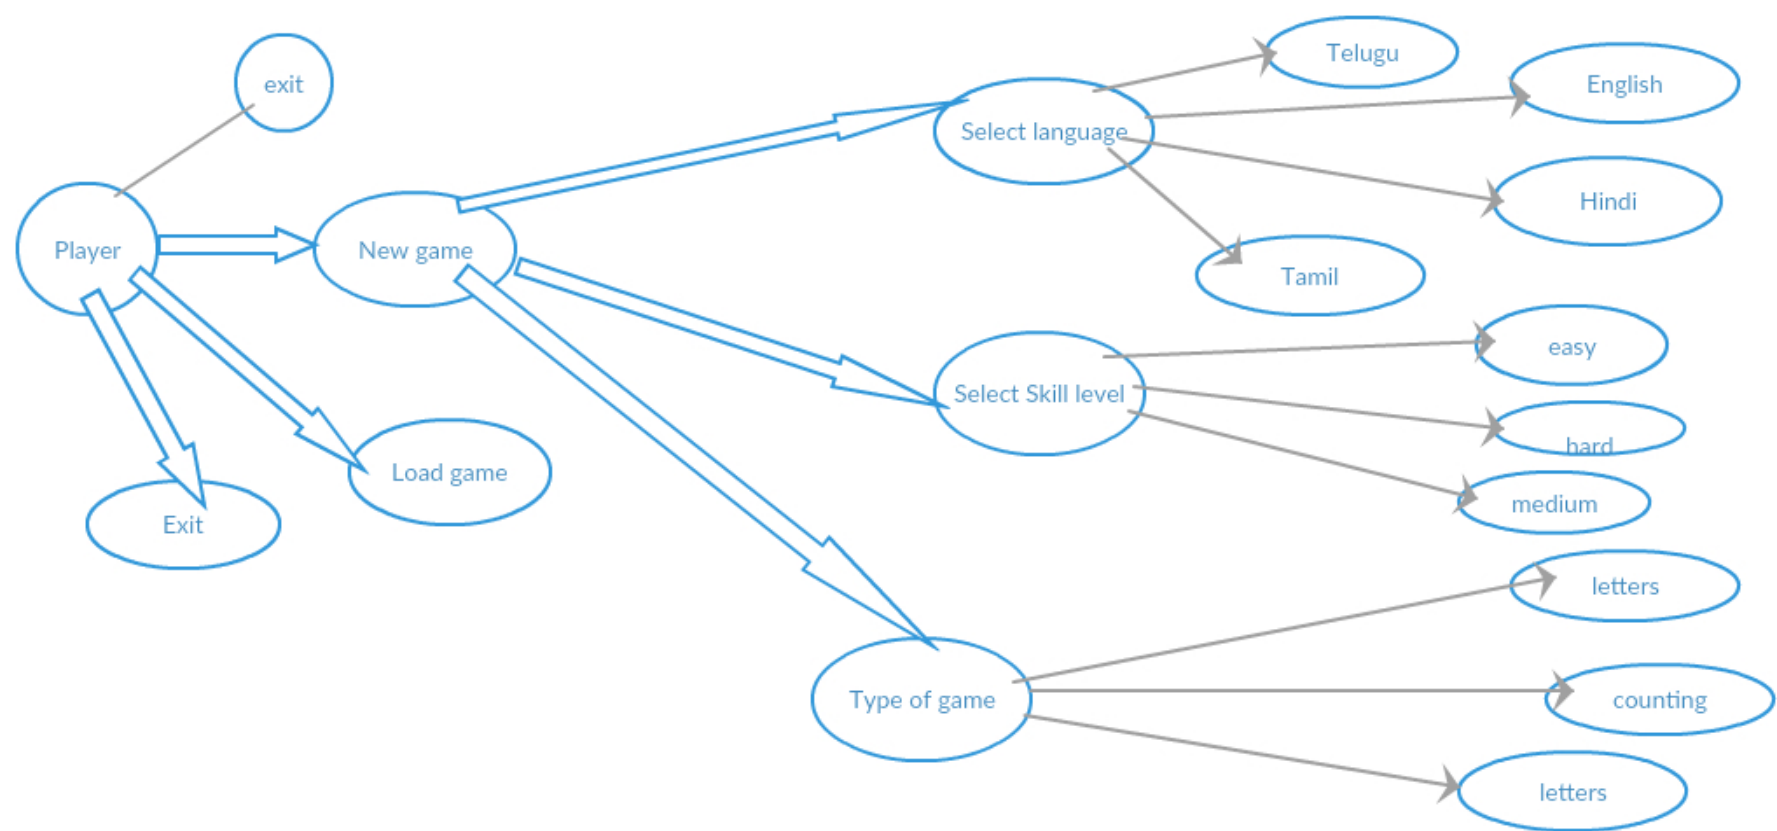 exit
Player
New game
Load game
Exit
Select language
Telugu
English
Hindi
Tamil
Select Skill level
easy
hard
medium
Type of game
letters
counting
letters